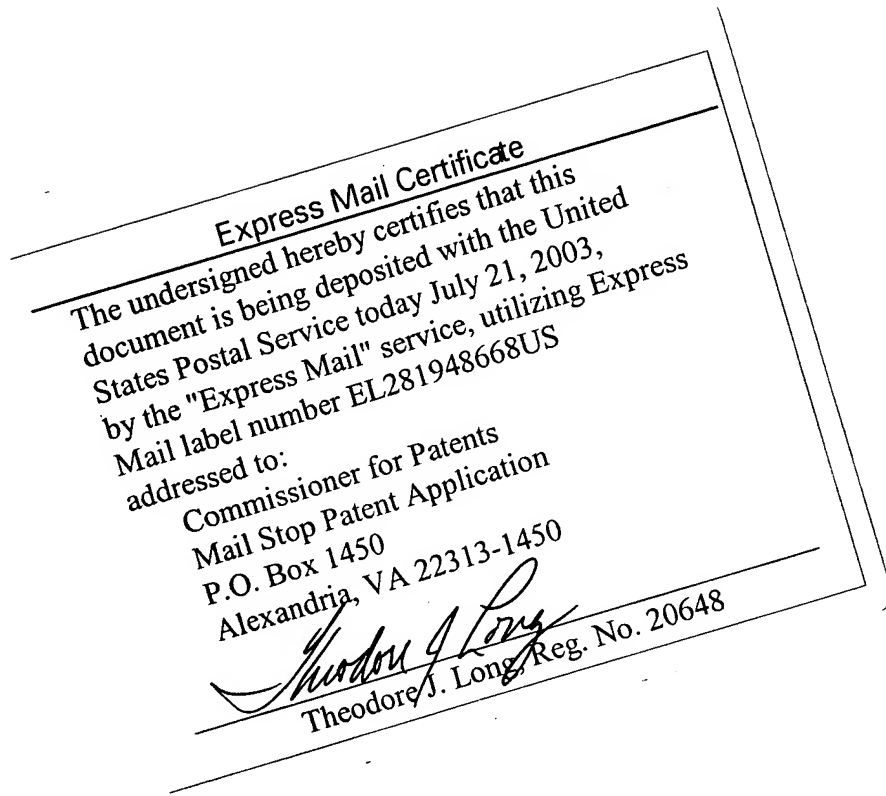 Express Mail Certificate
The undersigned hereby certifies that this
document is being deposited with the United
States Postal Service today July 21, 2003,
by the "Express Mail" service, utilizing Express
Mail label number EL281948668US
addressed to:
Commissioner for Patents
Mail Stop Patent Application
P.O. Box 1450
Alexandria, VA 22313-1450
Theodore J Long
Theodore J. Long, Reg. No. 20648